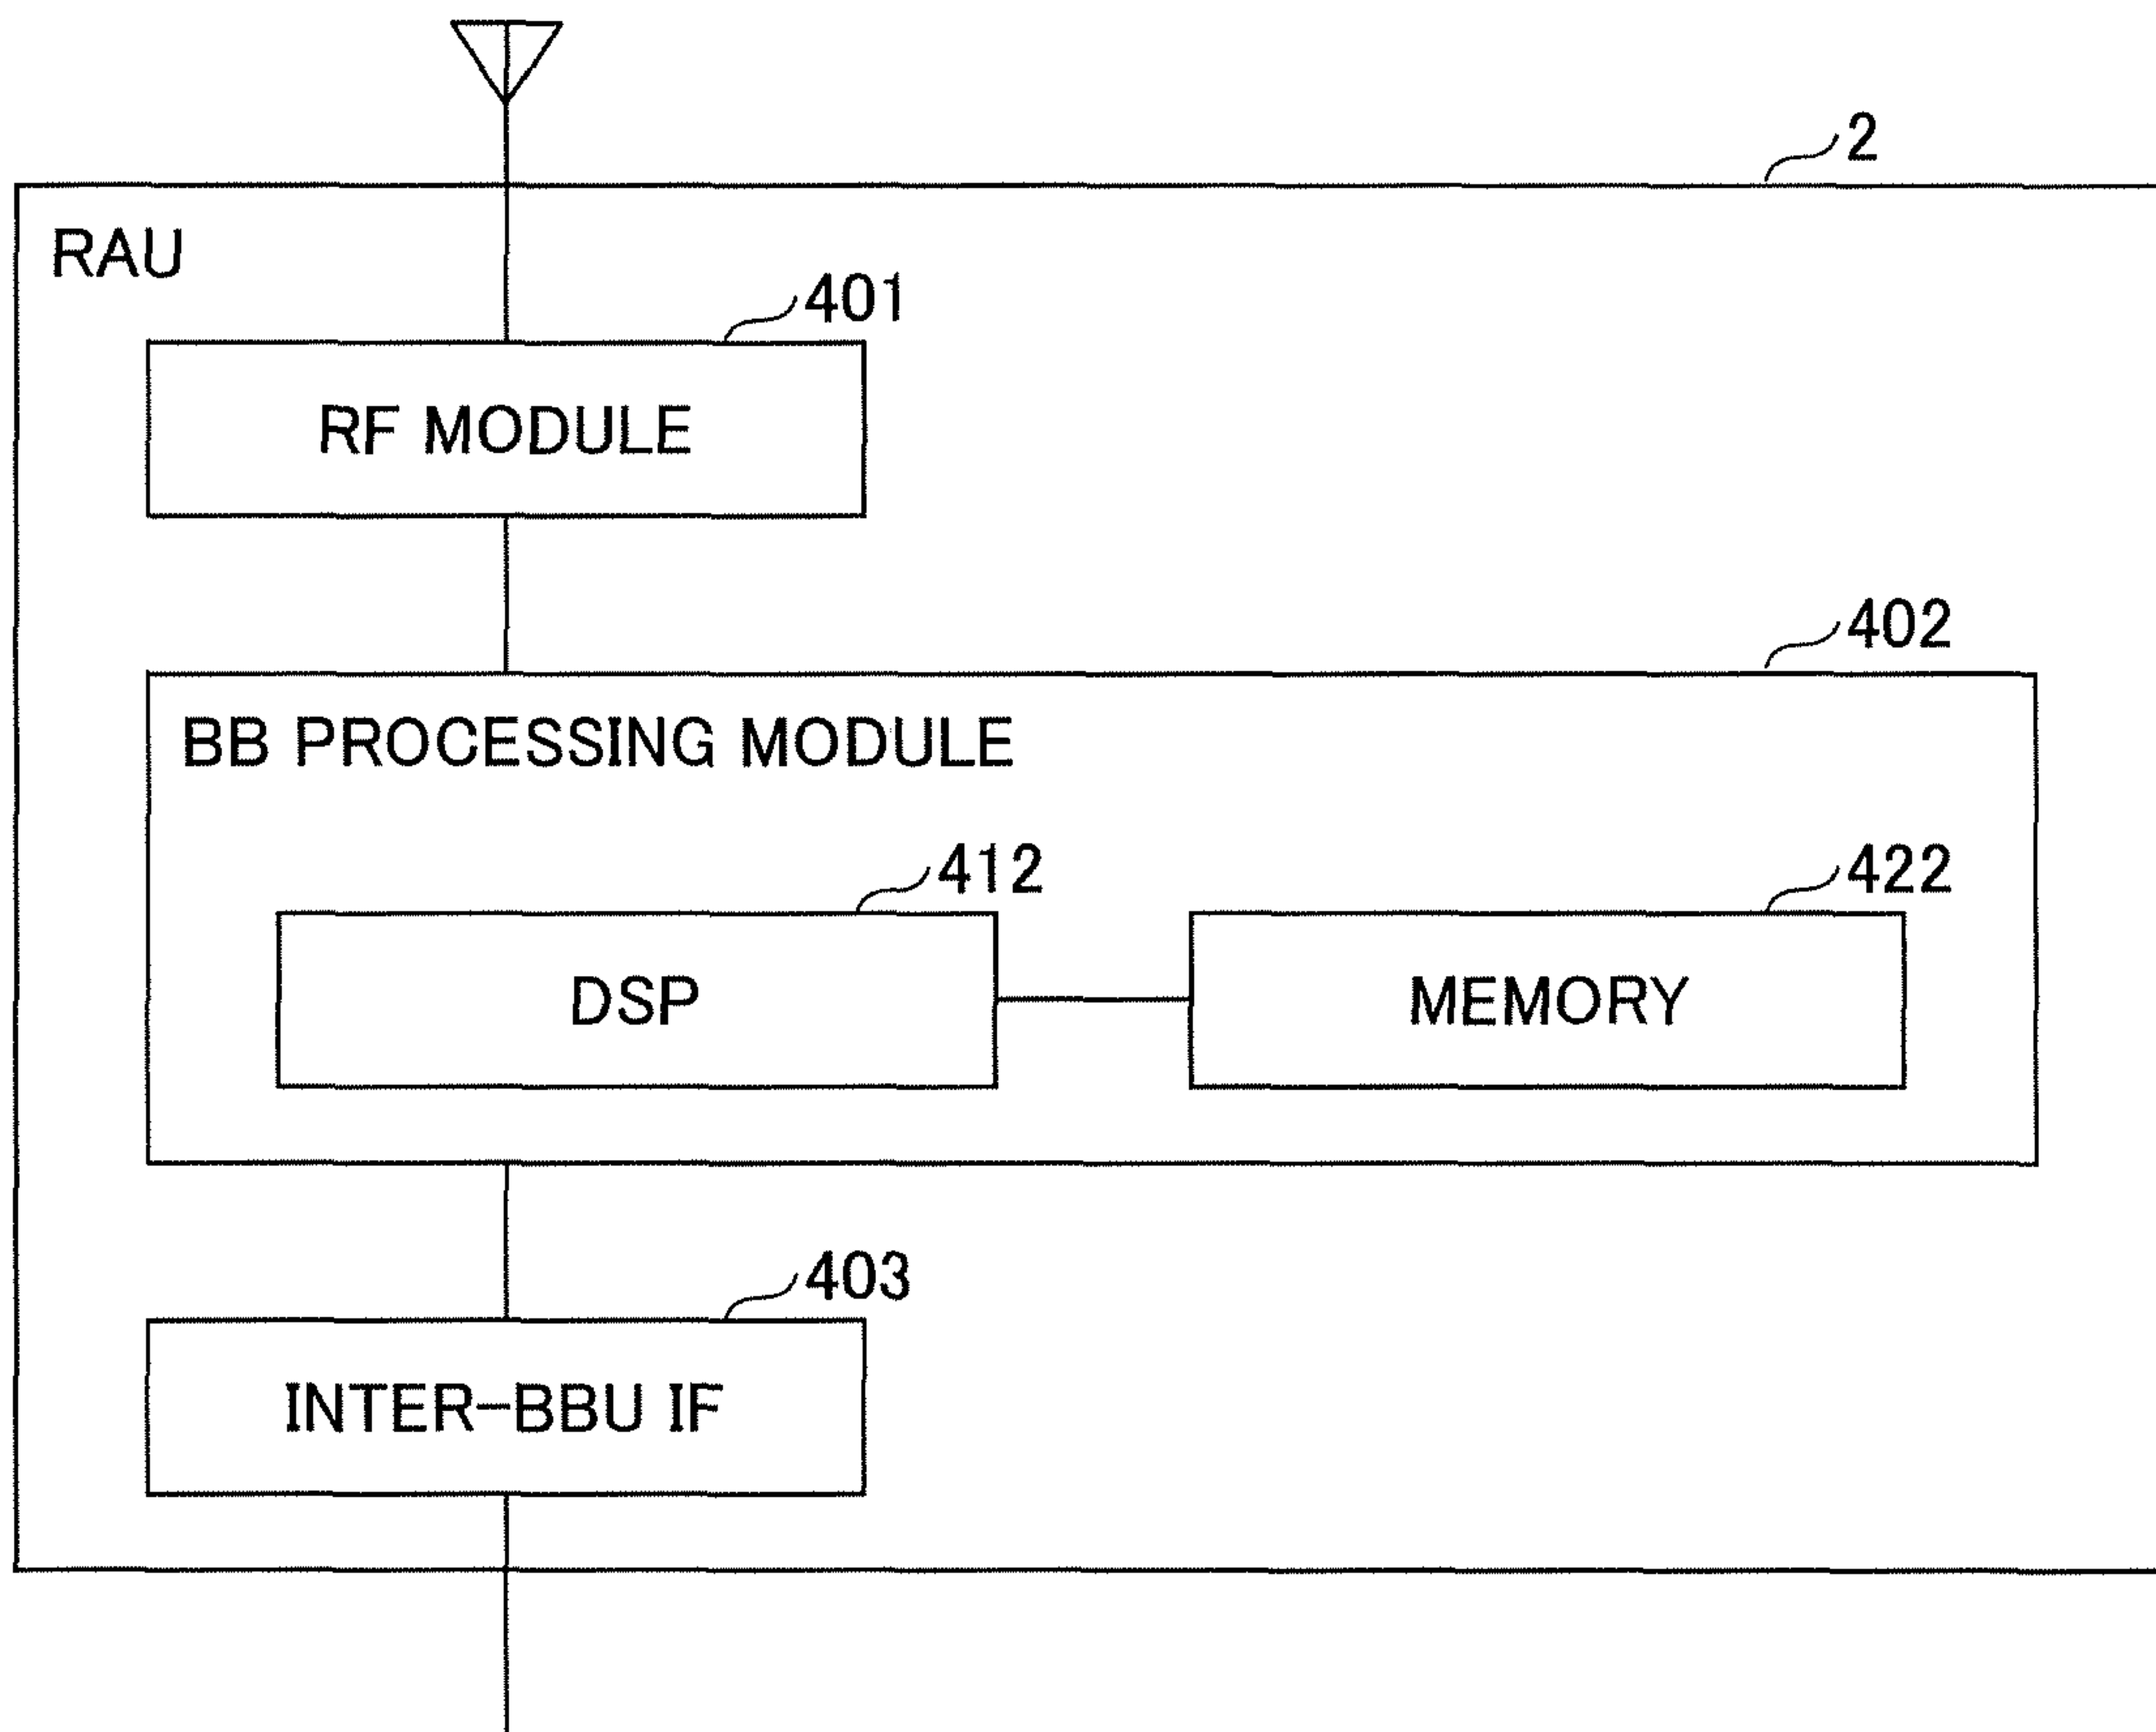 2
RAU
401
RF MODULE
402
BB PROCESSING MODULE
412
422
DSP
MEMORY
403
INTER-BBU IF